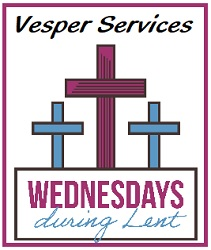 Vesper Services
WEDNESDAYS
during Lent